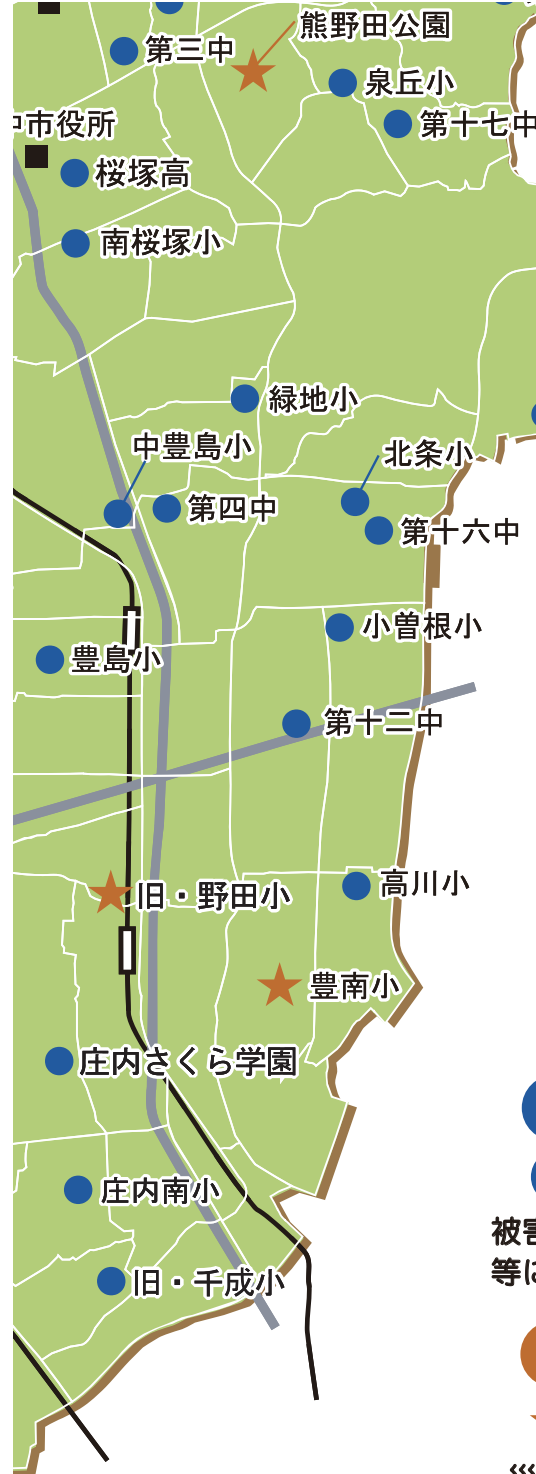 熊野田公園
第三中
泉丘小
第十七中
市役所
桜塚高
南桜塚小
緑地小
中豊島小
北条小
第四中
第十六中
小曽根小
豊島小
第十二中
高川小
旧・野田小
豊南小
庄内さくら学園
庄内南小
被害
等に
旧・千成小